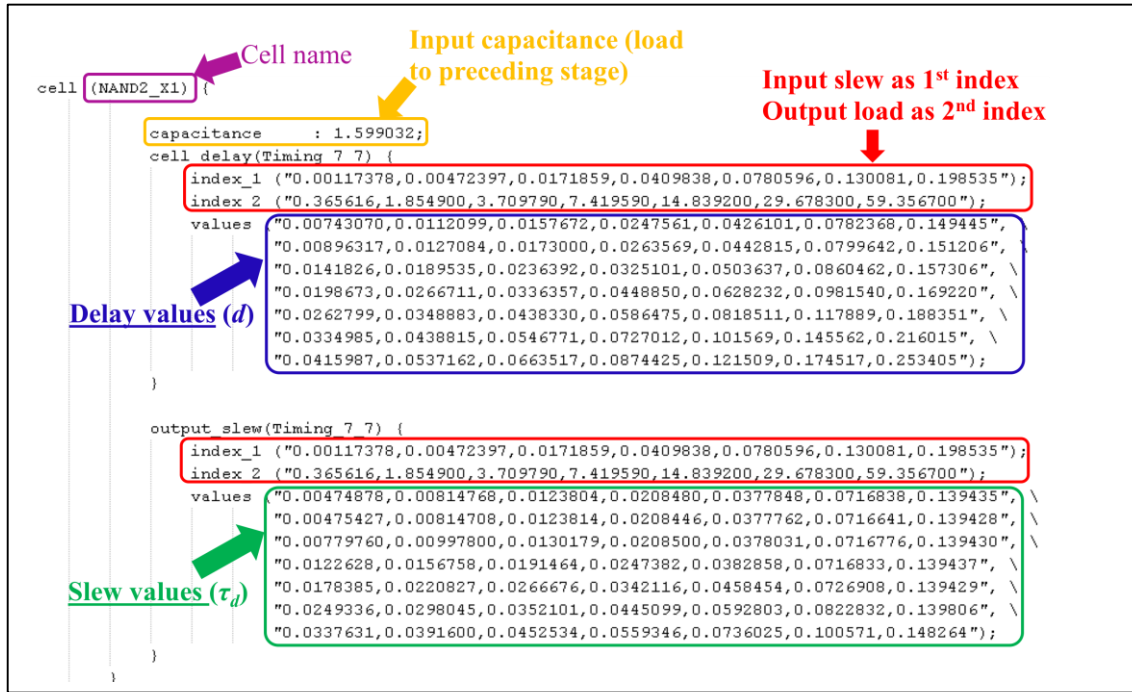 Cell name
Input capacitance (load
to preceding stage)
Input slew as 1st index
Output load as 2nd index
cell (NAND2_X1) {
capacitance : 1.599032;
cell_delay(Timing_7_7) {
index_1 ("0.00117378,0.00472397,0.0171859,0.0409838,0.0780596,0.130081,0.198535");
index_2 ("0.365616,1.854900,3.709790,7.419590,14.839200,29.678300,59.356700");
values ("0.00743070,0.0112099,0.0157672,0.0247561,0.0426101,0.0782368,0.149445", \
"0.00896317,0.0127084,0.0173000,0.0263569,0.0442815,0.0799642,0.151206", \
"0.0141826,0.0189535,0.0236392,0.0325101,0.0503637,0.0860462,0.157306", \
"0.0198673,0.0266711,0.0336357,0.0448850,0.0628232,0.0981540,0.169220", \
"0.0262799,0.0348883,0.0438330,0.0586475,0.0818511,0.117889,0.188351", \
"0.0334985,0.0438815,0.0546771,0.0727012,0.101569,0.145562,0.216015", \
"0.0415987,0.0537162,0.0663517,0.0874425,0.121509,0.174517,0.253405");
Delay values (d)
}
output_slew(Timing_7_7) {
index_1 ("0.00117378,0.00472397,0.0171859,0.0409838,0.0780596,0.130081,0.198535");
index_2 ("0.365616,1.854900,3.709790,7.419590,14.839200,29.678300,59.356700");
values ("0.00474878,0.00814768,0.0123804,0.0208480,0.0377848,0.0716838,0.139435", \
"0.00475427,0.00814708,0.0123814,0.0208446,0.0377762,0.0716641,0.139428", \
"0.00779760,0.00997800,0.0130179,0.0208500,0.0378031,0.0716776,0.139430", \
"0.0122628,0.0156758,0.0191464,0.0247382,0.0382858,0.0716833,0.139437", \
"0.0178385,0.0220827,0.0266676,0.0342116,0.0458454,0.0726908,0.139429", \
"0.0249336,0.0298045,0.0352101,0.0445099,0.0592803,0.0822832,0.139806", \
"0.0337631,0.0391600,0.0452534,0.0559346,0.0736025,0.100571,0.148264");
Slew values (τd)
}
}